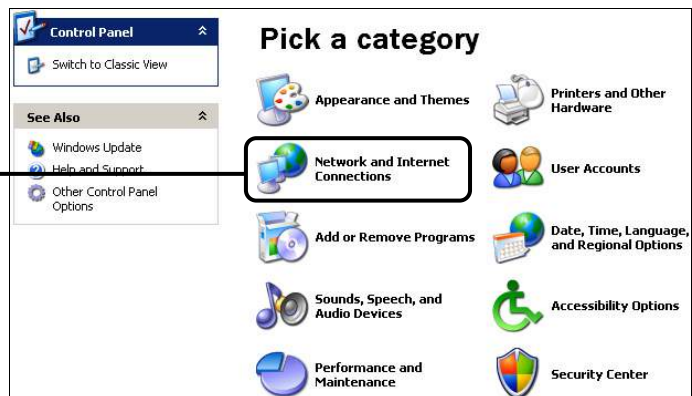 Control Panel
Switch to Classic View
See Also
Windows Update
Help and Support
Other Control Panel
Options
Pick a category
Appearance and Themes
Printers and Other
Hardware
Network and Internet
Connections
User Accounts
Add or Remove Programs
Date, Time, Language,
and Regional Options
Sounds, Speech, and
Audio Devices
Accessibility Options
Performance and
Maintenance
Security Center